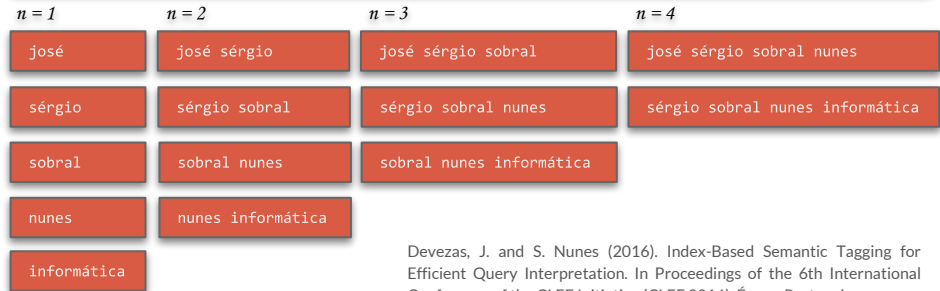 n = 1
n = 2
n = 3
n = 4
josé
josé sérgio
josé sérgio sobral
josé sérgio sobral nunes
sérgio
sérgio sobral
sérgio sobral nunes
sérgio sobral nunes informática
sobral
sobral nunes
sobral nunes informática
nunes
nunes informática
informática
Devezas, J. and S. Nunes (2016). Index-Based Semantic Tagging for
Efficient Query Interpretation. In Proceedings of the 6th International